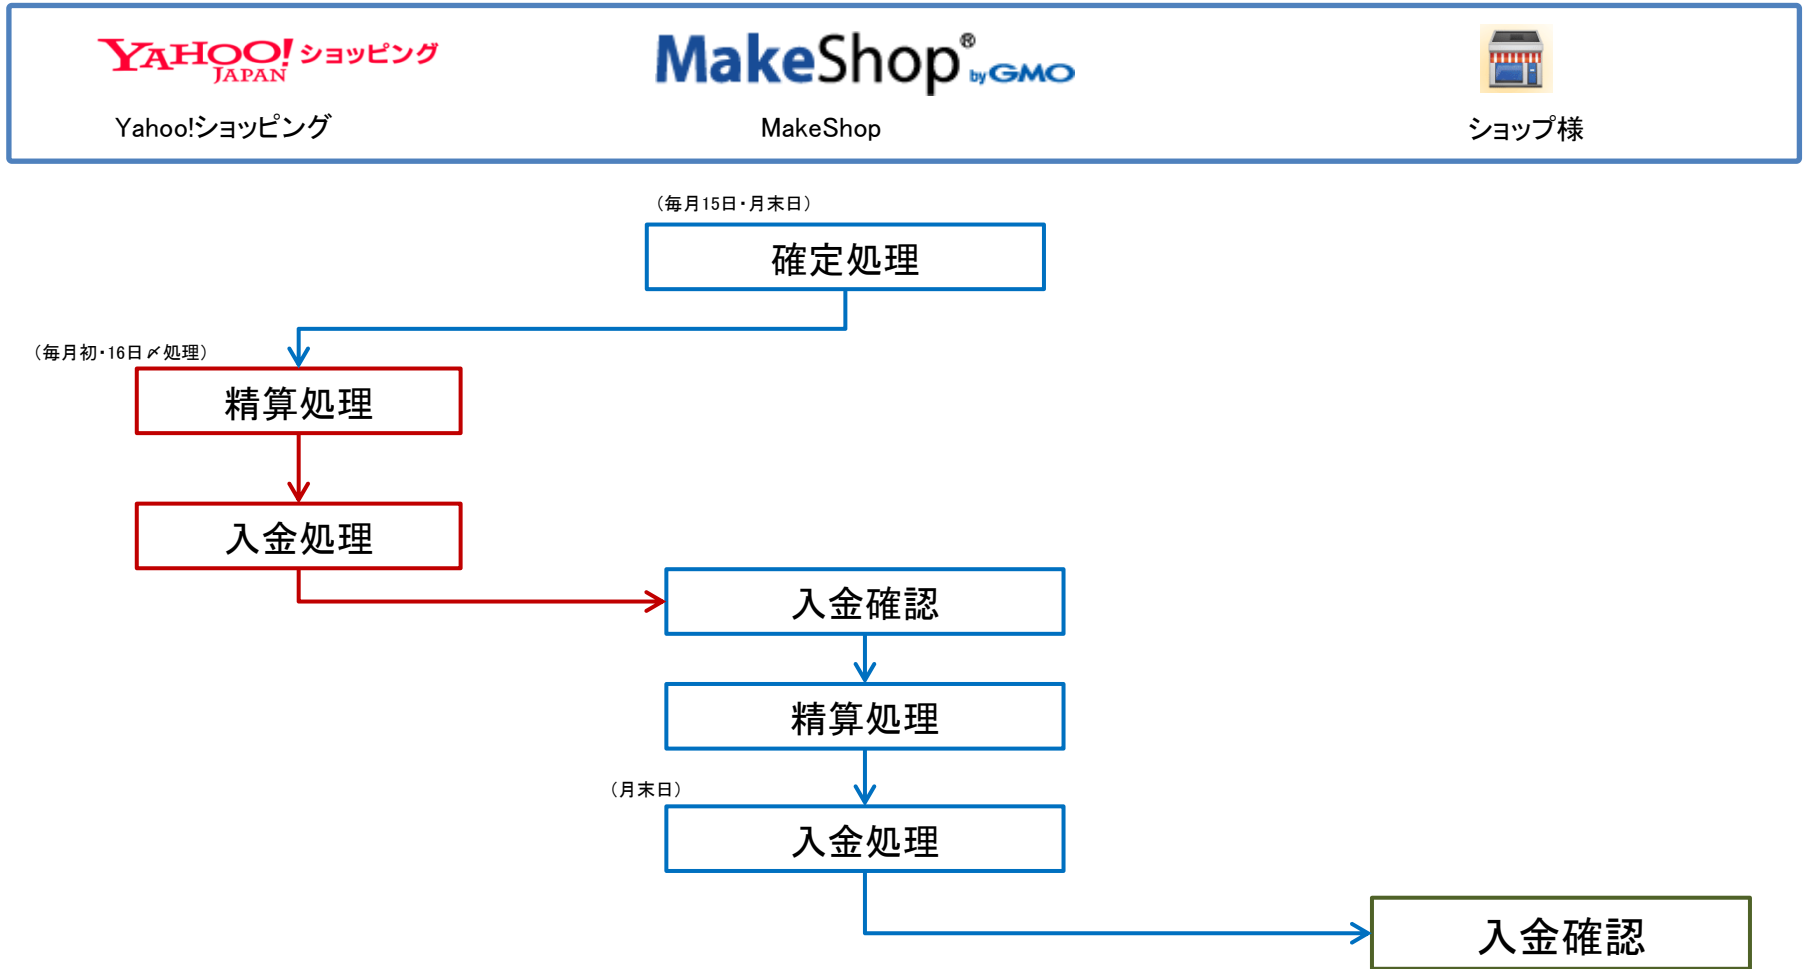 YAHOO! ショッピング
JAPAN
MakeShop® by GMO
Yahoo!ショッピング
MakeShop
ショップ様
（毎月15日・月末日）
確定処理
（毎月初・16日〆処理）
精算処理
入金処理
入金確認
精算処理
（月末日）
入金処理
入金確認